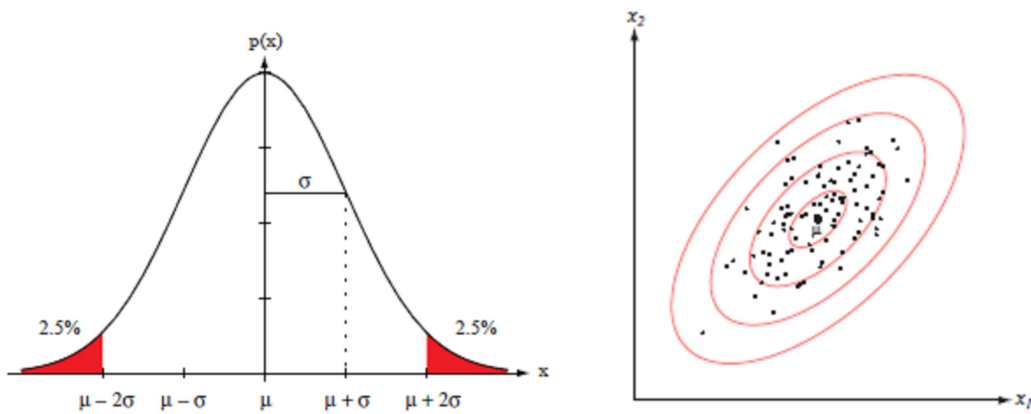 p(x)
σ
2.5%
2.5%
x
μ – 2σ
μ – σ
μ
μ + σ
μ + 2σ
x₂
μ
x₁